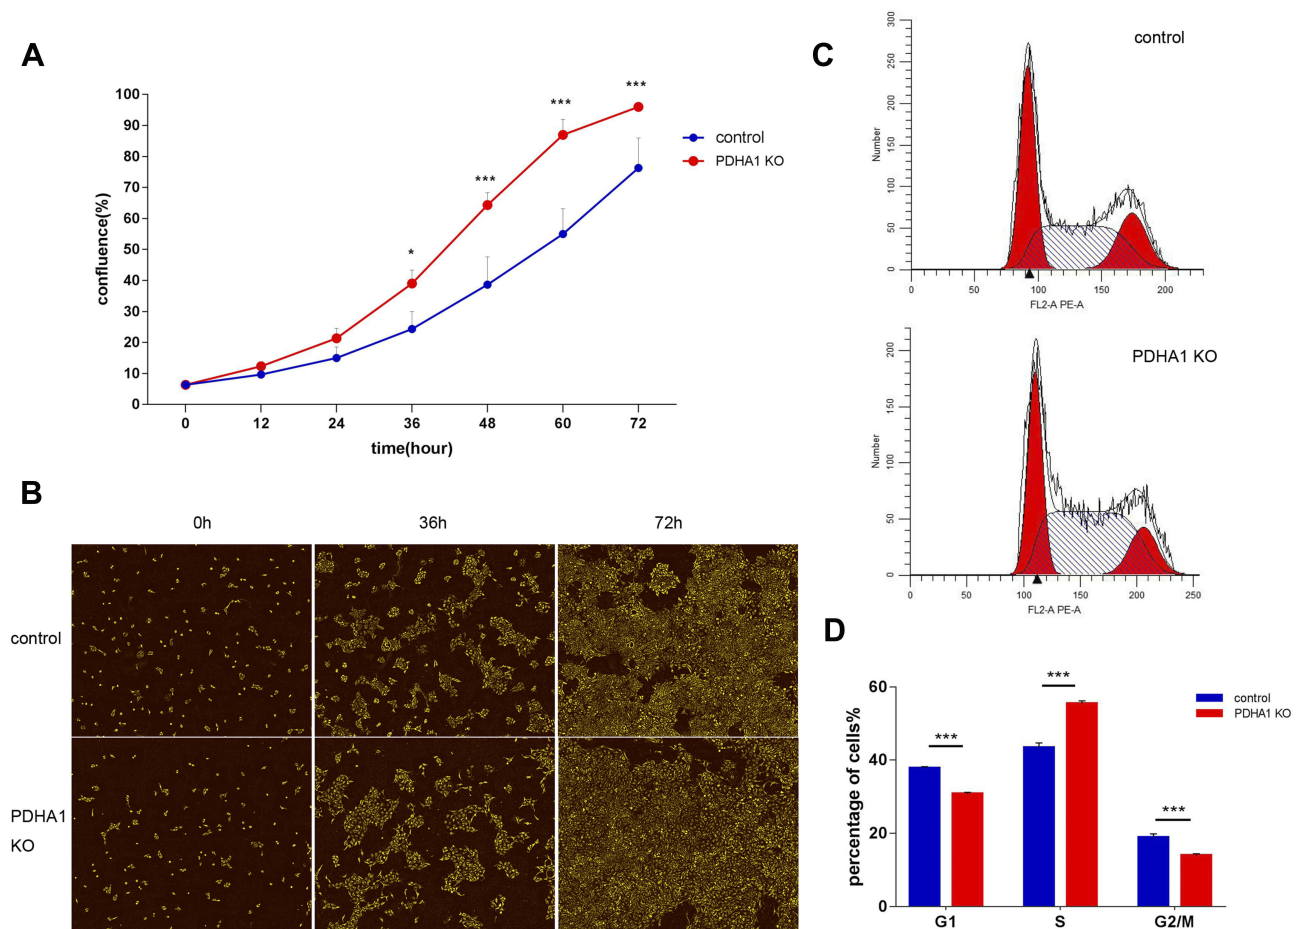 A
100
90
80
70
60
50
40
30
20
10
0
confluence(%)
0 12 24 36 48 60 72
time(hour)
*
***
***
***
control
PDHA1 KO
B
0h 36h 72h
control
PDHA1
KO
C
control
300
250
200
150
100
50
0
Number
0 50 100 150 200
FL2-A PE-A
PDHA1 KO
200
150
100
50
0
Number
0 50 100 150 200 250
FL2-A PE-A
D
60
40
20
0
percentage of cells%
***
***
***
G1 S G2/M
control
PDHA1 KO